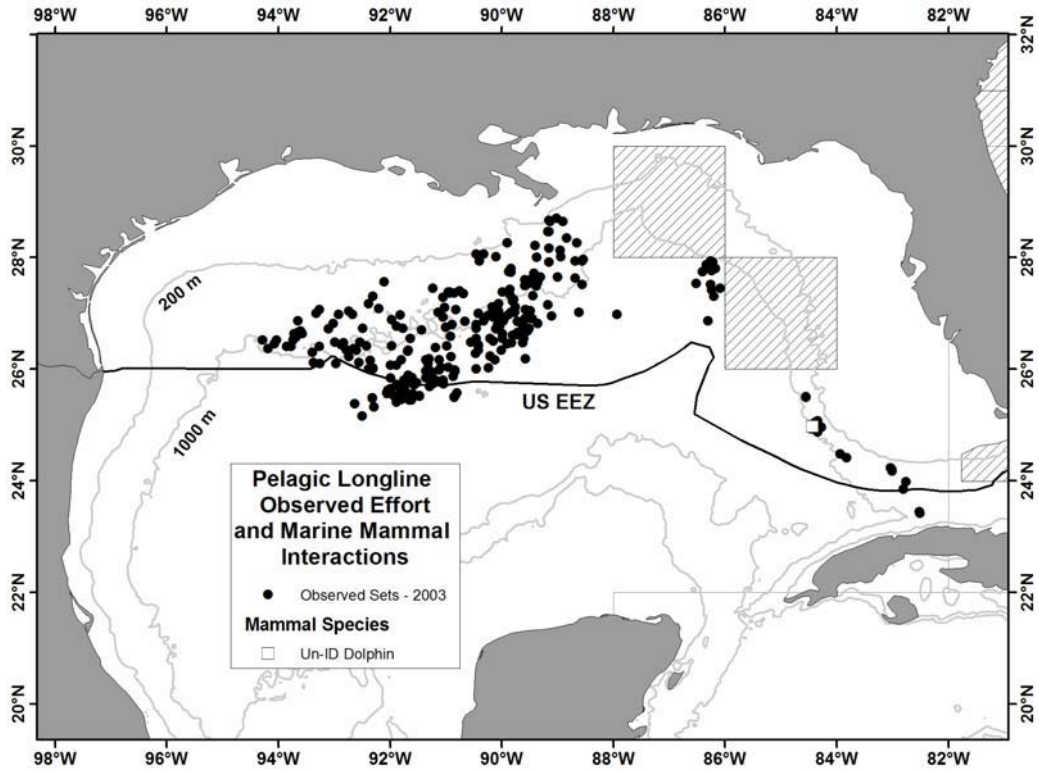 98°W 96°W 94°W 92°W 90°W 88°W 86°W 84°W 82°W
32°N
30°N 30°N
28°N 28°N
200 m
26°N 26°N
US EEZ
1000 m
24°N 24°N
Pelagic Longline
Observed Effort
and Marine Mammal
Interactions
Observed Sets - 2003
Mammal Species
Un-ID Dolphin
22°N 22°N
20°N 20°N
98°W 96°W 94°W 92°W 90°W 88°W 86°W 84°W 82°W